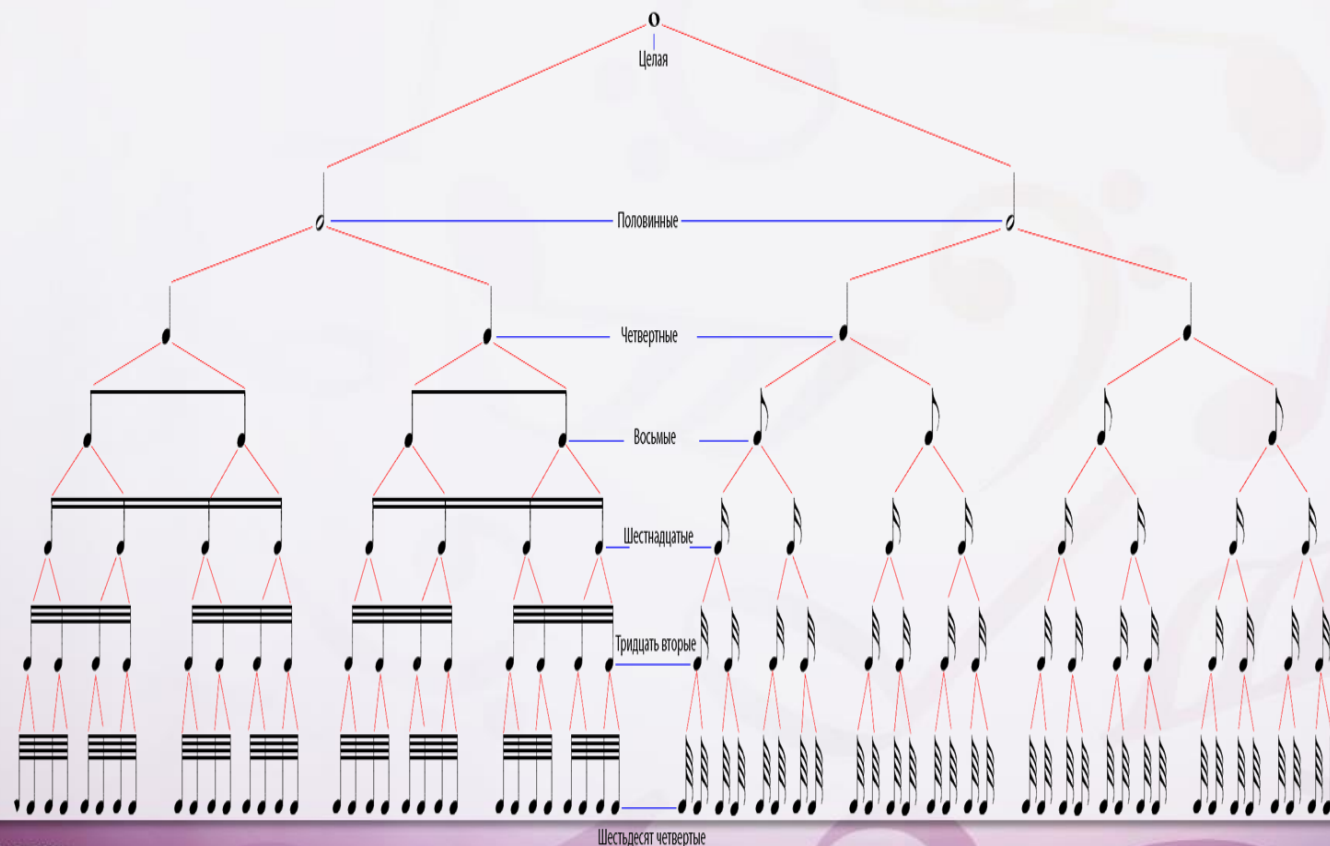 Целая
Половинные
Четвертные
Восьмые
Шестнадцатые
Тридцать вторые
Шестьдесят четвертые